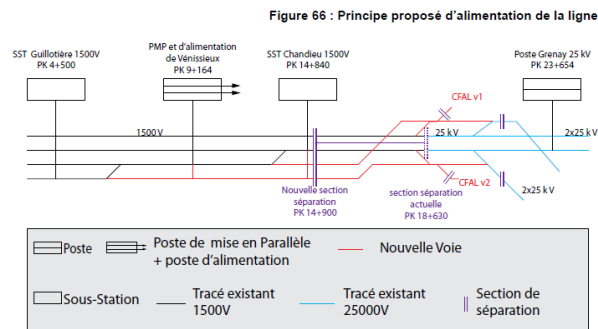 Figure 66 : Principe proposé d'alimentation de la ligne
SST Guillotière 1500V
PK 4+500
PMP et d'alimentation
de Vénissieux
PK 9+164
SST Chandieu 1500V
PK 14+840
Poste Grenay 25 kV
PK 23+654
CFAL v1
1500V
25 kV
2x25 kV
CFAL v2
2x25 kV
Nouvelle section
séparation
PK 14+900
section séparation
actuelle
PK 18+630
Poste
Poste de mise en Parallèle
+ poste d'alimentation
Nouvelle Voie
Sous-Station
Tracé existant
1500V
Tracé existant
25000V
Section de
séparation